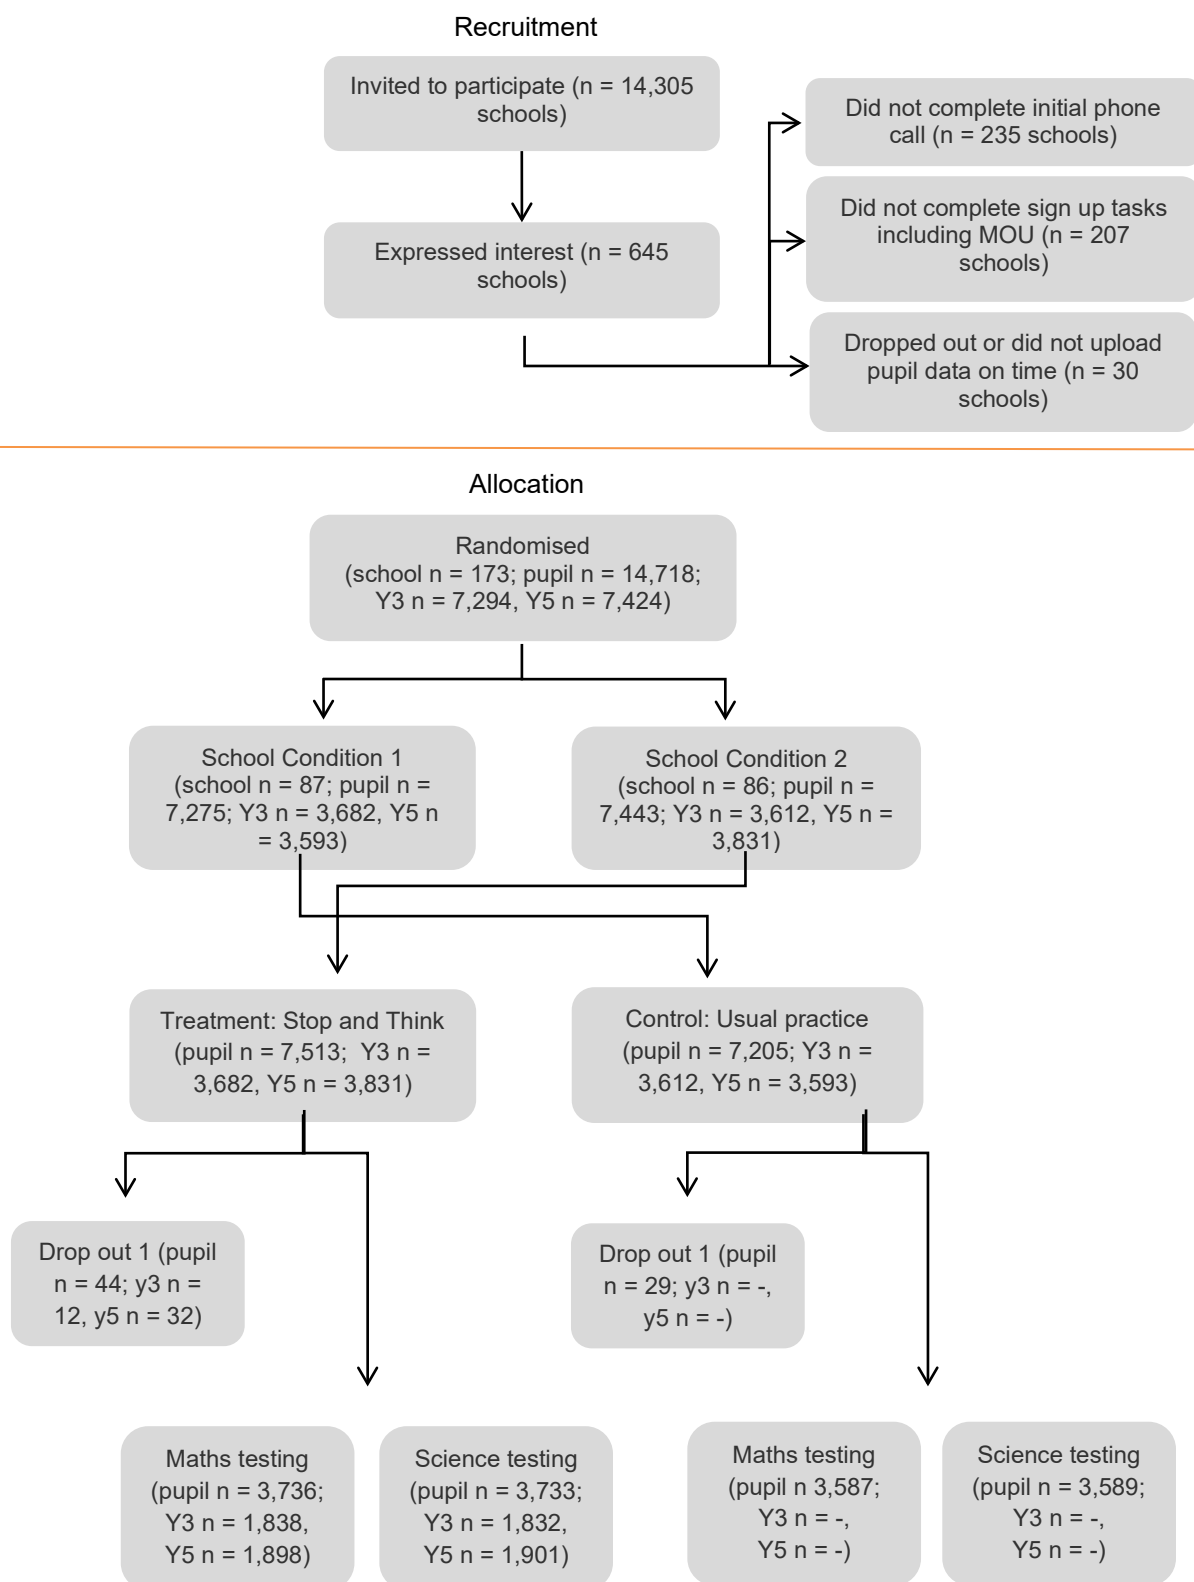 Recruitment
Invited to participate (n = 14,305
schools)
Did not complete initial phone
call (n = 235 schools)
Did not complete sign up tasks
including MOU (n = 207
schools)
Expressed interest (n = 645
schools)
Dropped out or did not upload
pupil data on time (n = 30
schools)
Allocation
Randomised
(school n = 173; pupil n = 14,718;
Y3 n = 7,294, Y5 n = 7,424)
School Condition 1
(school n = 87; pupil n =
7,275; Y3 n = 3,682, Y5 n
= 3,593)
School Condition 2
(school n = 86; pupil n =
7,443; Y3 n = 3,612, Y5 n =
3,831)
Treatment: Stop and Think
(pupil n = 7,513; Y3 n =
3,682, Y5 n = 3,831)
Control: Usual practice
(pupil n = 7,205; Y3 n =
3,612, Y5 n = 3,593)
Drop out 1 (pupil
n = 44; y3 n =
12, y5 n = 32)
Drop out 1 (pupil
n = 29; y3 n = -,
y5 n = -)
Maths testing
(pupil n = 3,736;
Y3 n = 1,838,
Y5 n = 1,898)
Science testing
(pupil n = 3,733;
Y3 n = 1,832,
Y5 n = 1,901)
Maths testing
(pupil n 3,587;
Y3 n = -,
Y5 n = -)
Science testing
(pupil n = 3,589;
Y3 n = -,
Y5 n = -)